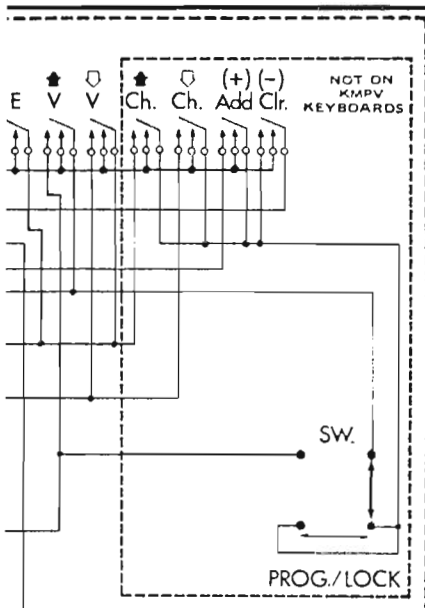 (+) (-)
E V V Ch. Ch. Add Clr.
NOT ON
KMPV
KEYBOARDS
SW.
PROG./LOCK